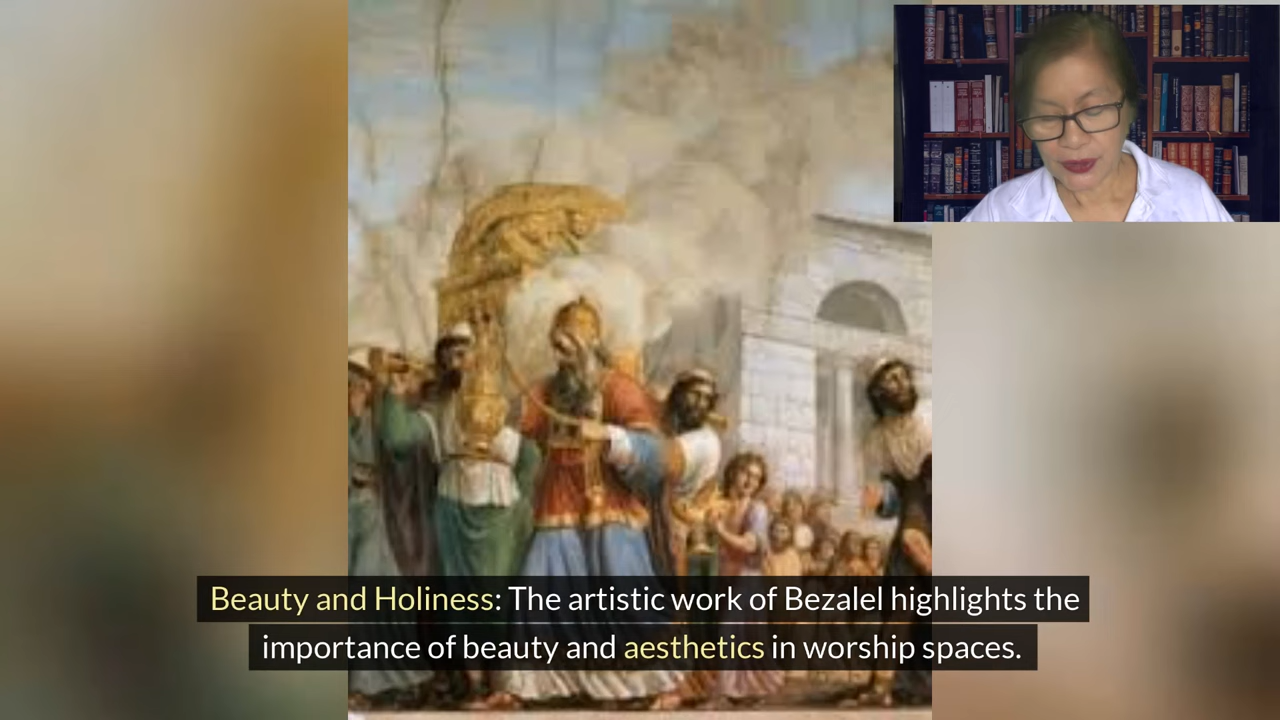 Beauty and Holiness: The artistic work of Bezalel highlights the
importance of beauty and aesthetics in worship spaces.